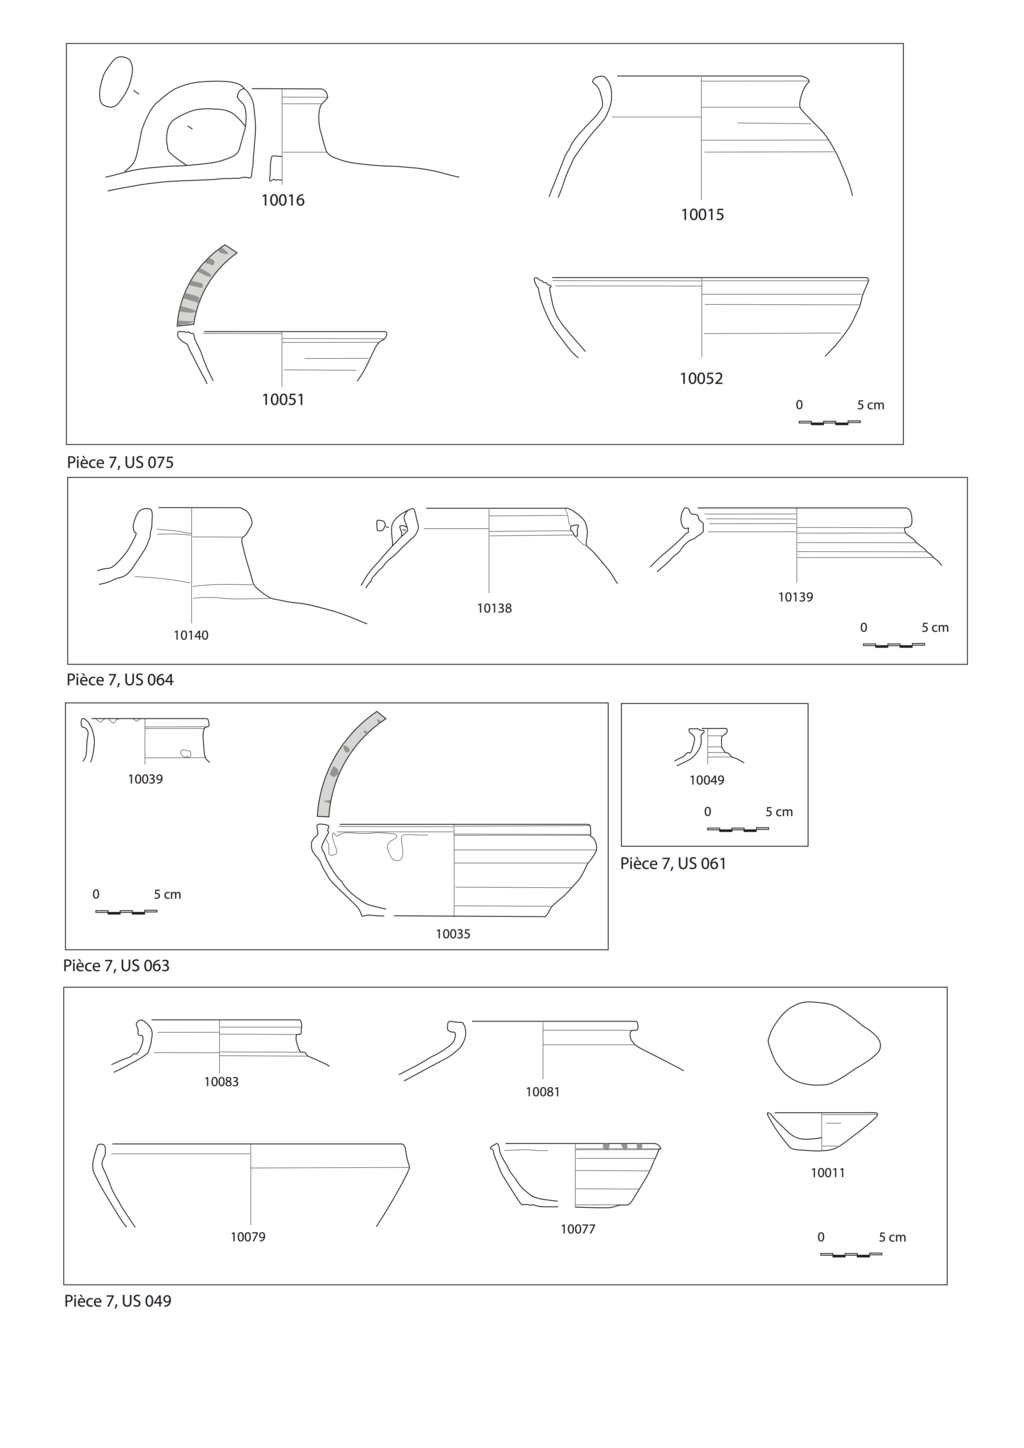 10016
10015
10051
10052
0 5 cm
Pièce 7, US 075
10140
10138
10139
0 5 cm
Pièce 7, US 064
10039
10035
0 5 cm
Pièce 7, US 063
10049
0 5 cm
Pièce 7, US 061
10083
10081
10011
10079
10077
0 5 cm
Pièce 7, US 049